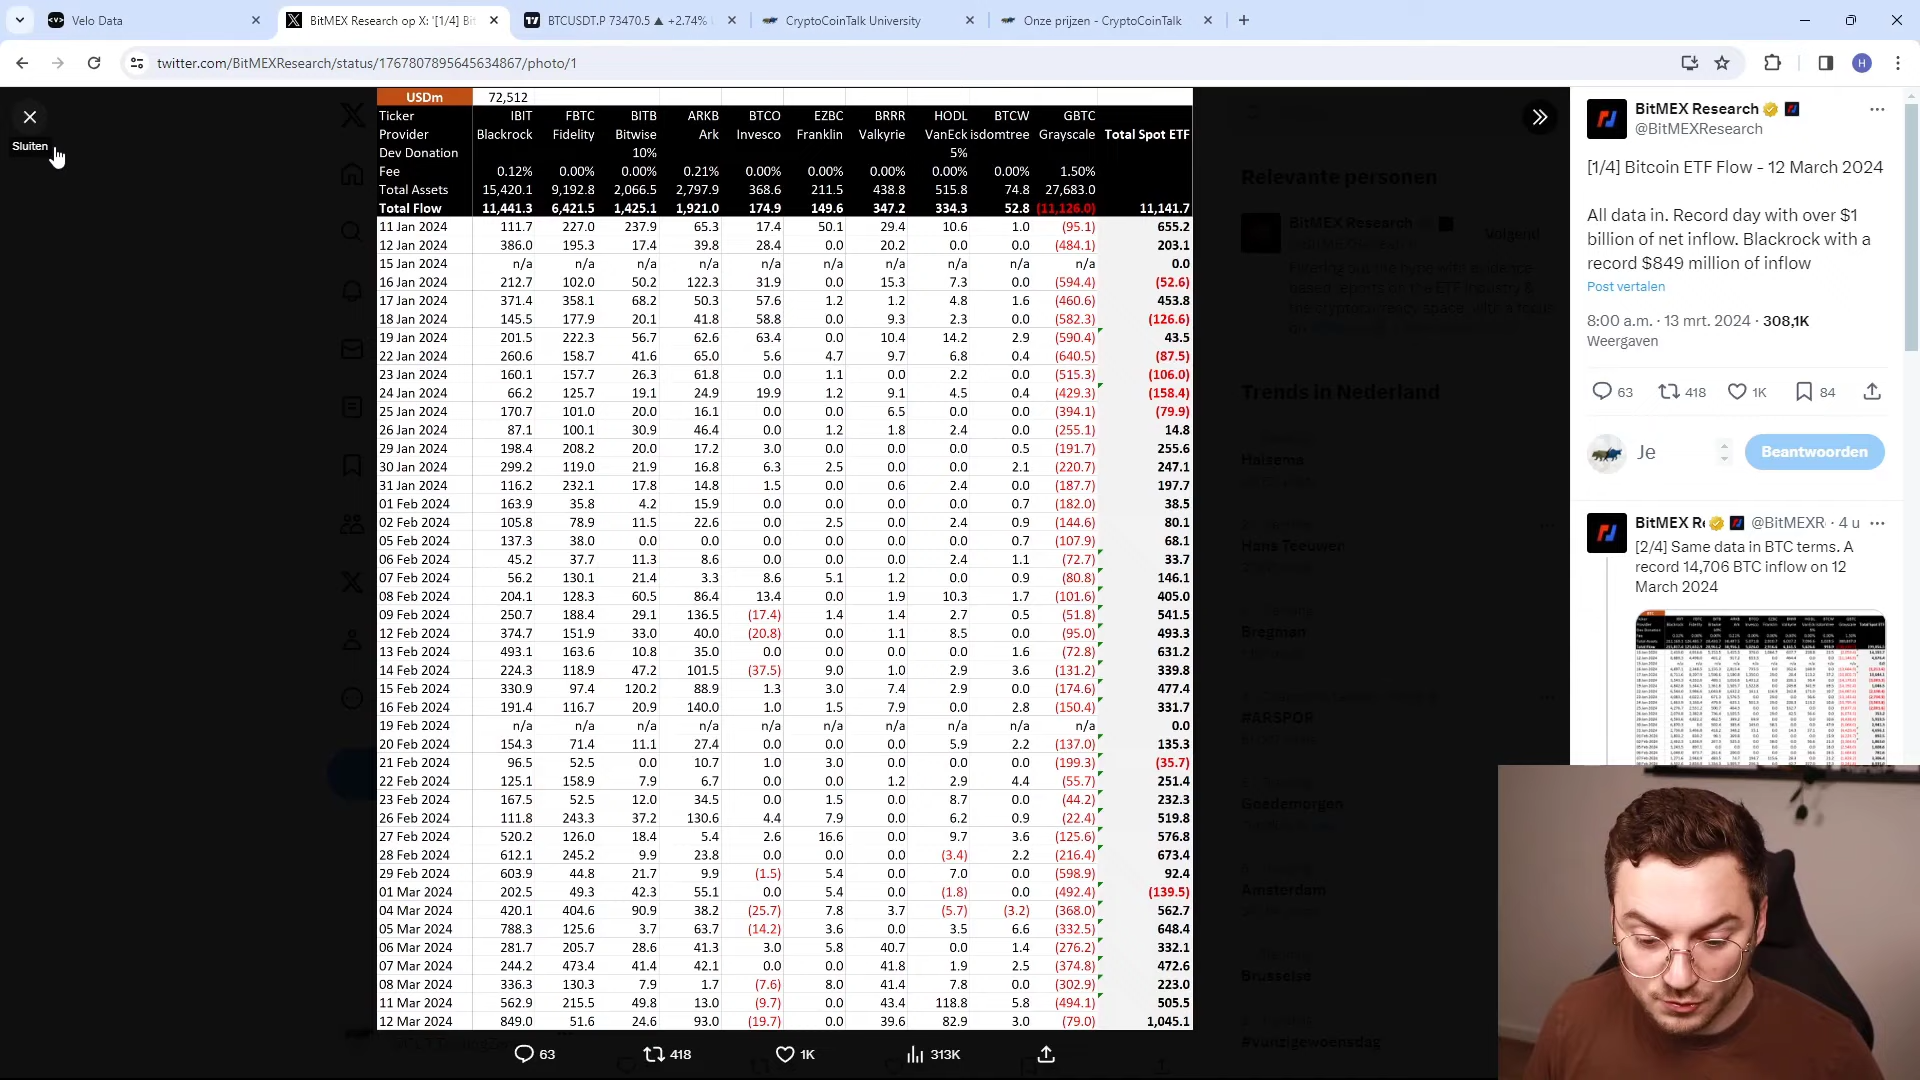 Velo Data
BitMEX Research op X: '[1/4] Bit
BTCUSDT.P 73470.5 ▲ +2.74%
CryptoCoinTalk University
Onze prijzen - CryptoCoinTalk
twitter.com/BitMEXResearch/status/1767807895645634867/photo/1
H
Sluiten
USDm 72,512
Ticker IBIT FBTC BITB ARKB BTCO EZBC BRRR HODL BTCW GBTC
Provider Blackrock Fidelity Bitwise Ark Invesco Franklin Valkyrie VanEck isdomtree Grayscale Total Spot ETF
Dev Donation 10% 5%
Fee 0.12% 0.00% 0.00% 0.21% 0.00% 0.00% 0.00% 0.00% 0.00% 1.50%
Total Assets 15,420.1 9,192.8 2,066.5 2,797.9 368.6 211.5 438.8 515.8 74.8 27,683.0
Total Flow 11,441.3 6,421.5 1,425.1 1,921.0 174.9 149.6 347.2 334.3 52.8 (11,126.0) 11,141.7
11 Jan 2024 111.7 227.0 237.9 65.3 17.4 50.1 29.4 10.6 1.0 (95.1) 655.2
12 Jan 2024 386.0 195.3 17.4 39.8 28.4 0.0 20.2 0.0 0.0 (484.1) 203.1
15 Jan 2024 n/a n/a n/a n/a n/a n/a n/a n/a n/a n/a 0.0
16 Jan 2024 212.7 102.0 50.2 122.3 31.9 0.0 15.3 7.3 0.0 (594.4) (52.6)
17 Jan 2024 371.4 358.1 68.2 50.3 57.6 1.2 1.2 4.8 1.6 (460.6) 453.8
18 Jan 2024 145.5 177.9 20.1 41.8 58.8 0.0 9.3 2.3 0.0 (582.3) (126.6)
19 Jan 2024 201.5 222.3 56.7 62.6 63.4 0.0 10.4 14.2 2.9 (590.4) 43.5
22 Jan 2024 260.6 158.7 41.6 65.0 5.6 4.7 9.7 6.8 0.4 (640.5) (87.5)
23 Jan 2024 160.1 157.7 26.3 61.8 0.0 1.1 0.0 2.2 0.0 (515.3) (106.0)
24 Jan 2024 66.2 125.7 19.1 24.9 19.9 1.2 9.1 4.5 0.4 (429.3) (158.4)
25 Jan 2024 170.7 101.0 20.0 16.1 0.0 0.0 6.5 0.0 0.0 (394.1) (79.9)
26 Jan 2024 87.1 100.1 30.9 46.4 0.0 1.2 1.8 2.4 0.0 (255.1) 14.8
29 Jan 2024 198.4 208.2 20.0 17.2 3.0 0.0 0.0 0.0 0.5 (191.7) 255.6
30 Jan 2024 299.2 119.0 21.9 16.8 6.3 2.5 0.0 0.0 2.1 (220.7) 247.1
31 Jan 2024 116.2 232.1 17.8 14.8 1.5 0.0 0.6 2.4 0.0 (187.7) 197.7
01 Feb 2024 163.9 35.8 4.2 15.9 0.0 0.0 0.0 0.0 0.7 (182.0) 38.5
02 Feb 2024 105.8 78.9 11.5 22.6 0.0 2.5 0.0 2.4 0.9 (144.6) 80.1
05 Feb 2024 137.3 38.0 0.0 0.0 0.0 0.0 0.0 0.0 0.7 (107.9) 68.1
06 Feb 2024 45.2 37.7 11.3 8.6 0.0 0.0 0.0 2.4 1.1 (72.7) 33.7
07 Feb 2024 56.2 130.1 21.4 3.3 8.6 5.1 1.2 0.0 0.9 (80.8) 146.1
08 Feb 2024 204.1 128.3 60.5 86.4 13.4 0.0 1.9 10.3 1.7 (101.6) 405.0
09 Feb 2024 250.7 188.4 29.1 136.5 (17.4) 1.4 1.4 2.7 0.5 (51.8) 541.5
12 Feb 2024 374.7 151.9 33.0 40.0 (20.8) 0.0 1.1 8.5 0.0 (95.0) 493.3
13 Feb 2024 493.1 163.6 10.8 35.0 0.0 0.0 0.0 0.0 1.6 (72.8) 631.2
14 Feb 2024 224.3 118.9 47.2 101.5 (37.5) 9.0 1.0 2.9 3.6 (131.2) 339.8
15 Feb 2024 330.9 97.4 120.2 88.9 1.3 3.0 7.4 2.9 0.0 (174.6) 477.4
16 Feb 2024 191.4 116.7 20.9 140.0 1.0 1.5 7.9 0.0 2.8 (150.4) 331.7
19 Feb 2024 n/a n/a n/a n/a n/a n/a n/a n/a n/a n/a 0.0
20 Feb 2024 154.3 71.4 11.1 27.4 0.0 0.0 0.0 5.9 2.2 (137.0) 135.3
21 Feb 2024 96.5 52.5 0.0 10.7 1.0 3.0 0.0 0.0 0.0 (199.3) (35.7)
22 Feb 2024 125.1 158.9 7.9 6.7 0.0 0.0 1.2 2.9 4.4 (55.7) 251.4
23 Feb 2024 167.5 52.5 12.0 34.5 0.0 1.5 0.0 8.7 0.0 (44.2) 232.3
26 Feb 2024 111.8 243.3 37.2 130.6 4.4 7.9 0.0 6.2 0.9 (22.4) 519.8
27 Feb 2024 520.2 126.0 18.4 5.4 2.6 16.6 0.0 9.7 3.6 (125.6) 576.8
28 Feb 2024 612.1 245.2 9.9 23.8 0.0 0.0 0.0 (3.4) 2.2 (216.4) 673.4
29 Feb 2024 603.9 44.8 21.7 9.9 (1.5) 5.4 0.0 7.0 0.0 (598.9) 92.4
01 Mar 2024 202.5 49.3 42.3 55.1 0.0 5.4 0.0 (1.8) 0.0 (492.4) (139.5)
04 Mar 2024 420.1 404.6 90.9 38.2 (25.7) 7.8 3.7 (5.7) (3.2) (368.0) 562.7
05 Mar 2024 788.3 125.6 3.7 63.7 (14.2) 3.6 0.0 3.5 6.6 (332.5) 648.4
06 Mar 2024 281.7 205.7 28.6 41.3 3.0 5.8 40.7 0.0 1.4 (276.2) 332.1
07 Mar 2024 244.2 473.4 41.4 42.1 0.0 0.0 41.8 1.9 2.5 (374.8) 472.6
08 Mar 2024 336.3 130.3 7.9 1.7 (7.6) 8.0 41.4 7.8 0.0 (302.9) 223.0
11 Mar 2024 562.9 215.5 49.8 13.0 (9.7) 0.0 43.4 118.8 5.8 (494.1) 505.5
12 Mar 2024 849.0 51.6 24.6 93.0 (19.7) 0.0 39.6 82.9 3.0 (79.0) 1,045.1
63 418 1K 313K
Relevante personen
BitMEX Research
Volgend
Trends in Nederland
Haisema
Hans Teeuwen
Bregman
#ARSPOR
Goedemorgen
Amsterdam
Brusselse
#vunzigewoensdag
BitMEX Research
@BitMEXResearch
[1/4] Bitcoin ETF Flow - 12 March 2024
All data in. Record day with over $1
billion of net inflow. Blackrock with a
record $849 million of inflow
Post vertalen
8:00 a.m. · 13 mrt. 2024 · 308,1K
Weergaven
63 418 1K 84
Je
Beantwoorden
BitMEX Re @BitMEXR · 4 u
[2/4] Same data in BTC terms. A
record 14,706 BTC inflow on 12
March 2024